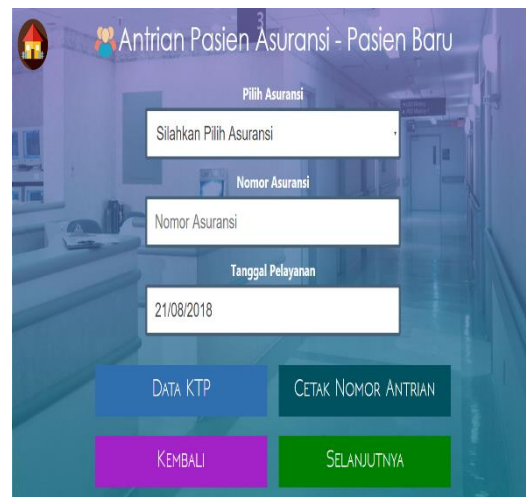 3
Antrian Pasien Asuransi - Pasien Baru
Pilih Asuransi
Silahkan Pilih Asuransi
Nomor Asuransi
Nomor Asuransi
Tanggal Pelayanan
21/08/2018
Data KTP
Cetak Nomor Antrian
Kembali
Selanjutnya